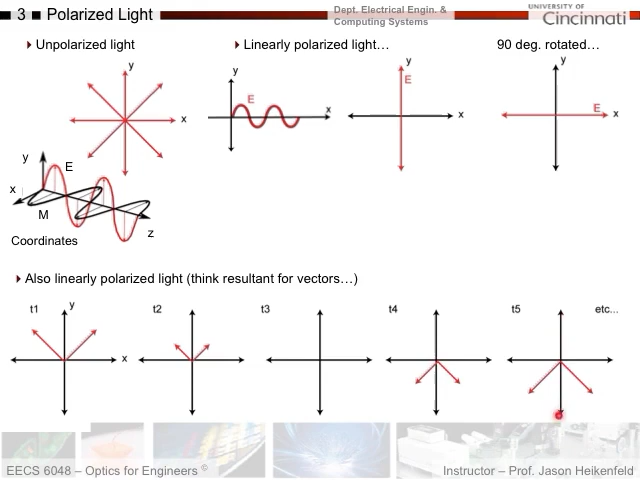 3 Polarized Light
Dept. Electrical Engin. &
Computing Systems
UNIVERSITY OF
Cincinnati
Unpolarized light
Linearly polarized light…
90 deg. rotated…
y
x
y
E
x
y
E
x
y
E
x
y
E
x
M
z
Coordinates
Also linearly polarized light (think resultant for vectors…)
t1
y
x
t2
t3
t4
t5
etc...
EECS 6048 – Optics for Engineers ©
Instructor – Prof. Jason Heikenfeld